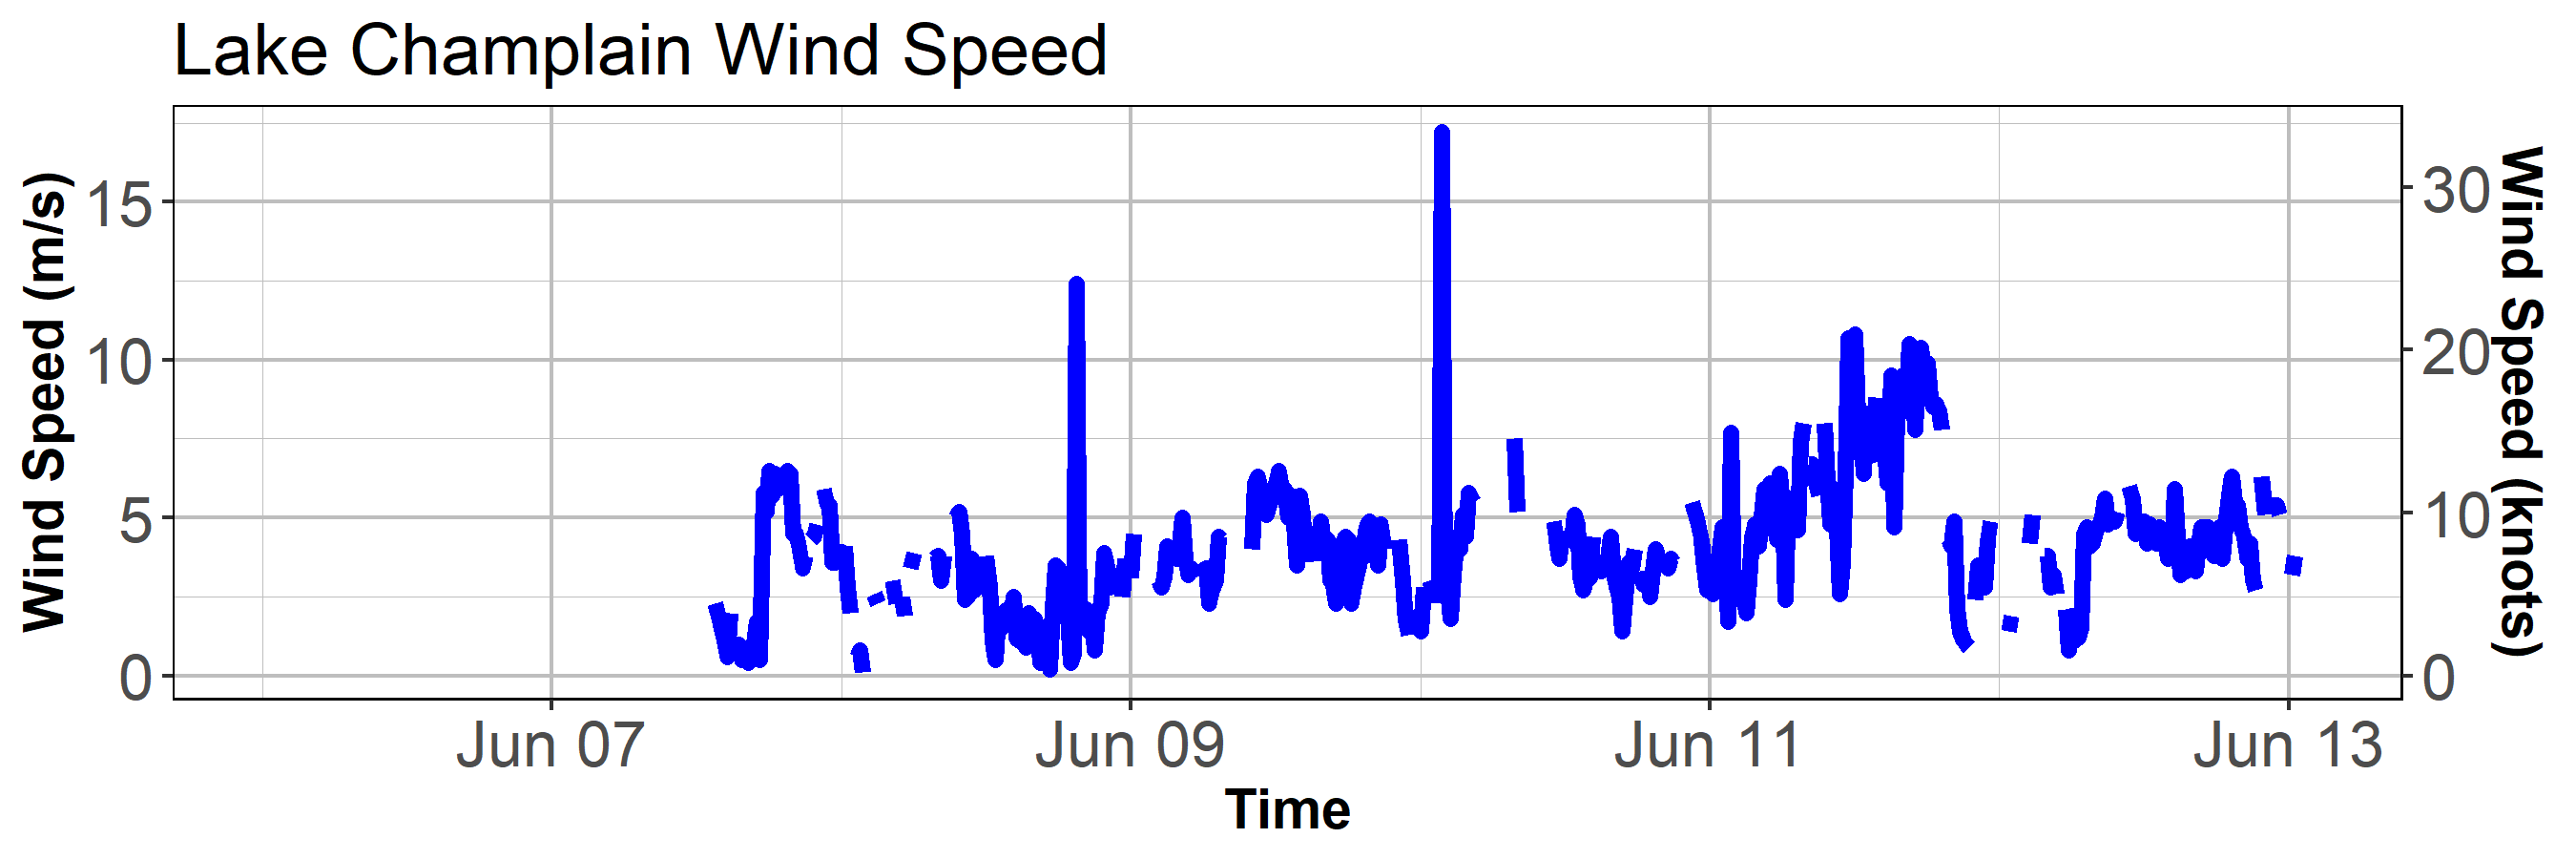 Lake Champlain Wind Speed
Wind Speed (m/s)
15
10
5
0
30
20
10
0
Wind Speed (knots)
Jun 07
Jun 09
Jun 11
Jun 13
Time